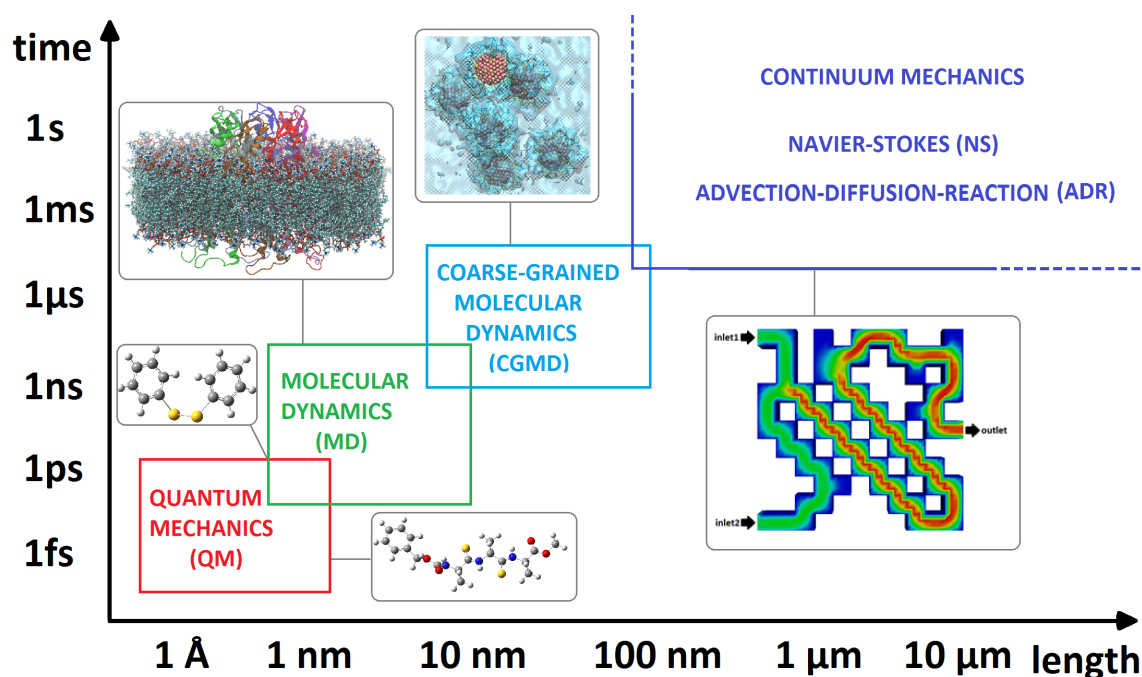 time
1s
1ms
1µs
1ns
1ps
1fs
CONTINUUM MECHANICS
NAVIER-STOKES (NS)
ADVECTION-DIFFUSION-REACTION (ADR)
COARSE-GRAINED
MOLECULAR
DYNAMICS
(CGMD)
MOLECULAR
DYNAMICS
(MD)
QUANTUM
MECHANICS
(QM)
inlet1
outlet
inlet2
1 Å
1 nm
10 nm
100 nm
1 µm
10 µm
length